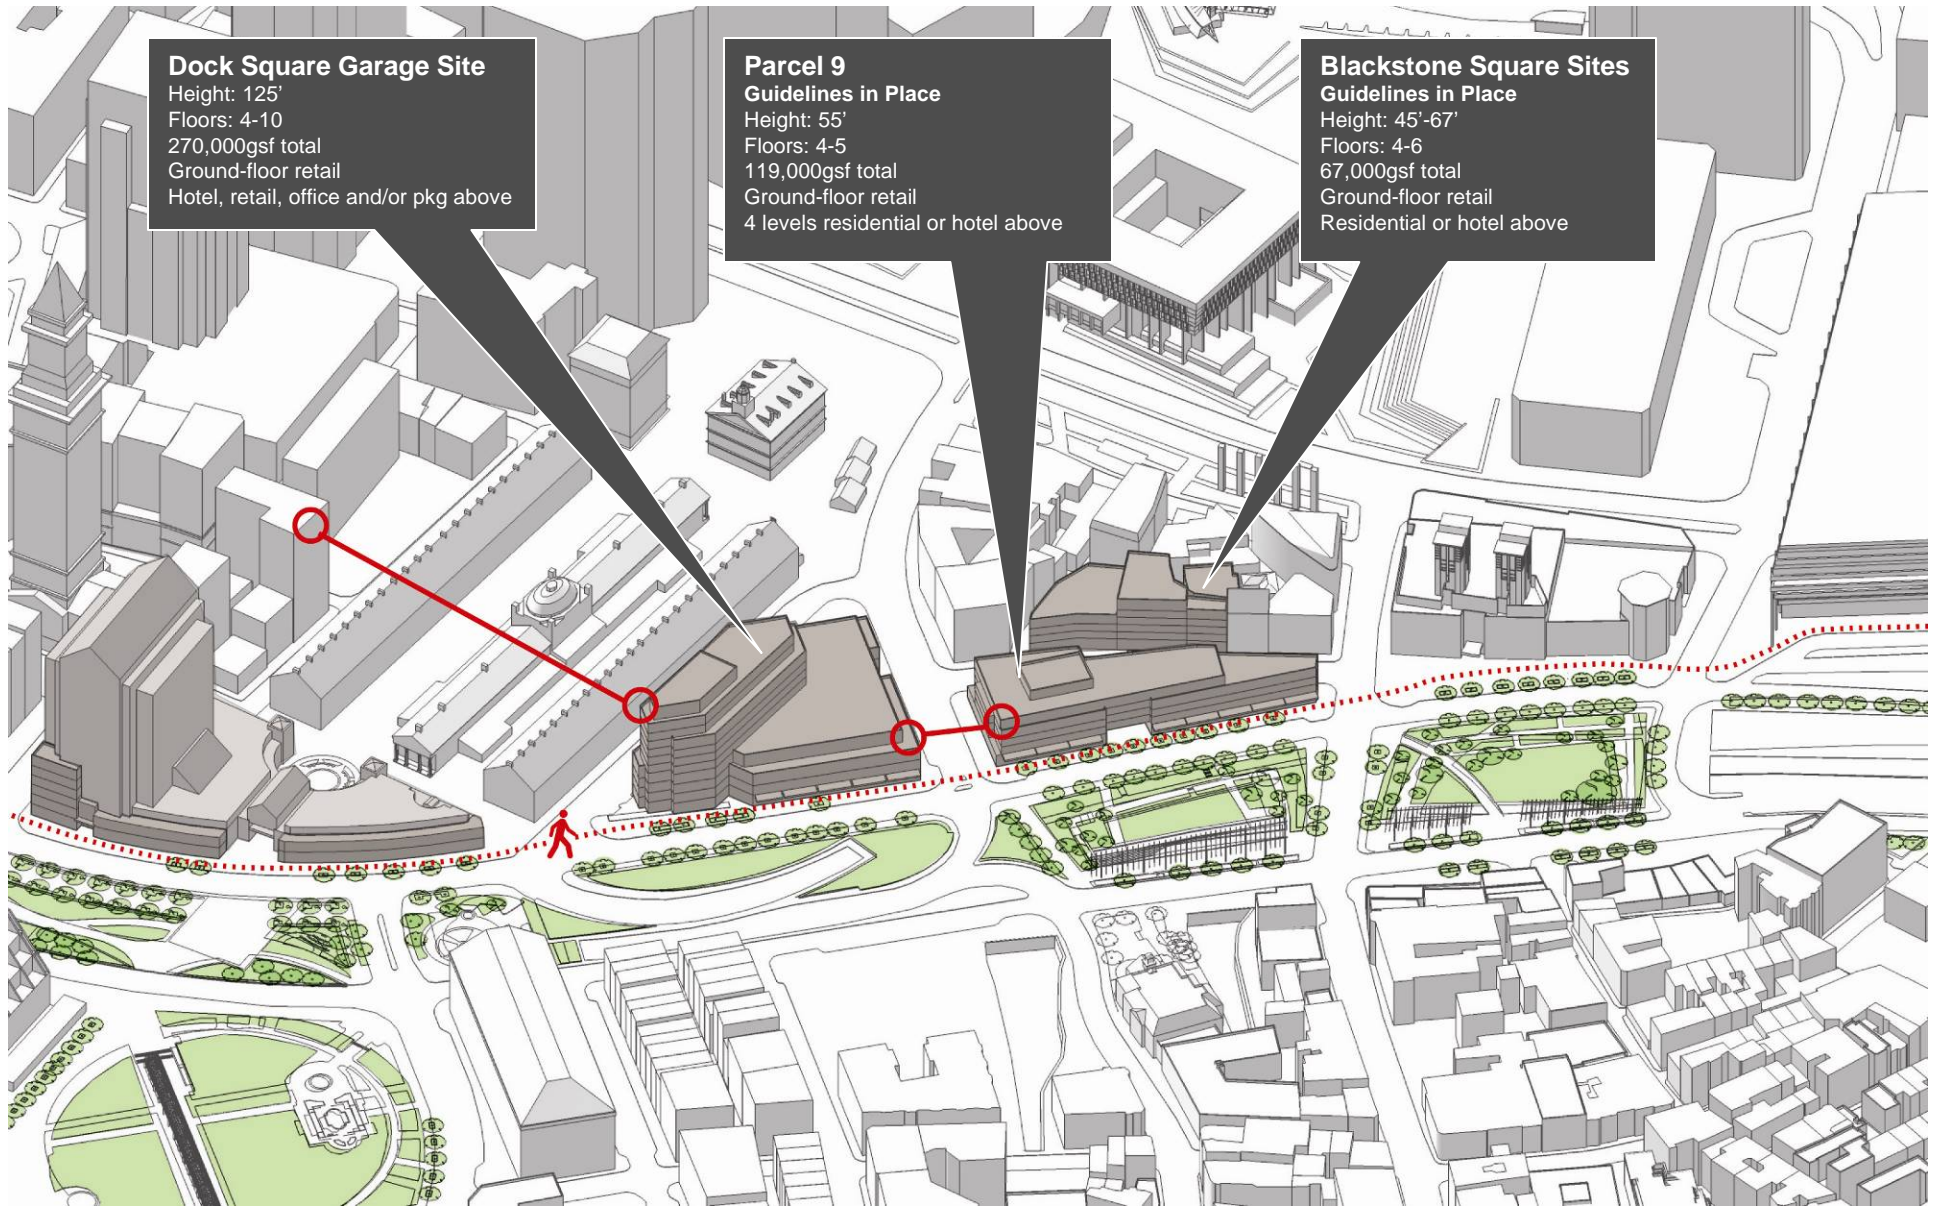 Dock Square Garage Site
Height: 125’
Floors: 4-10
270,000gsf total
Ground-floor retail
Hotel, retail, office and/or pkg above
Parcel 9
Guidelines in Place
Height: 55’
Floors: 4-5
119,000gsf total
Ground-floor retail
4 levels residential or hotel above
Blackstone Square Sites
Guidelines in Place
Height: 45’-67’
Floors: 4-6
67,000gsf total
Ground-floor retail
Residential or hotel above